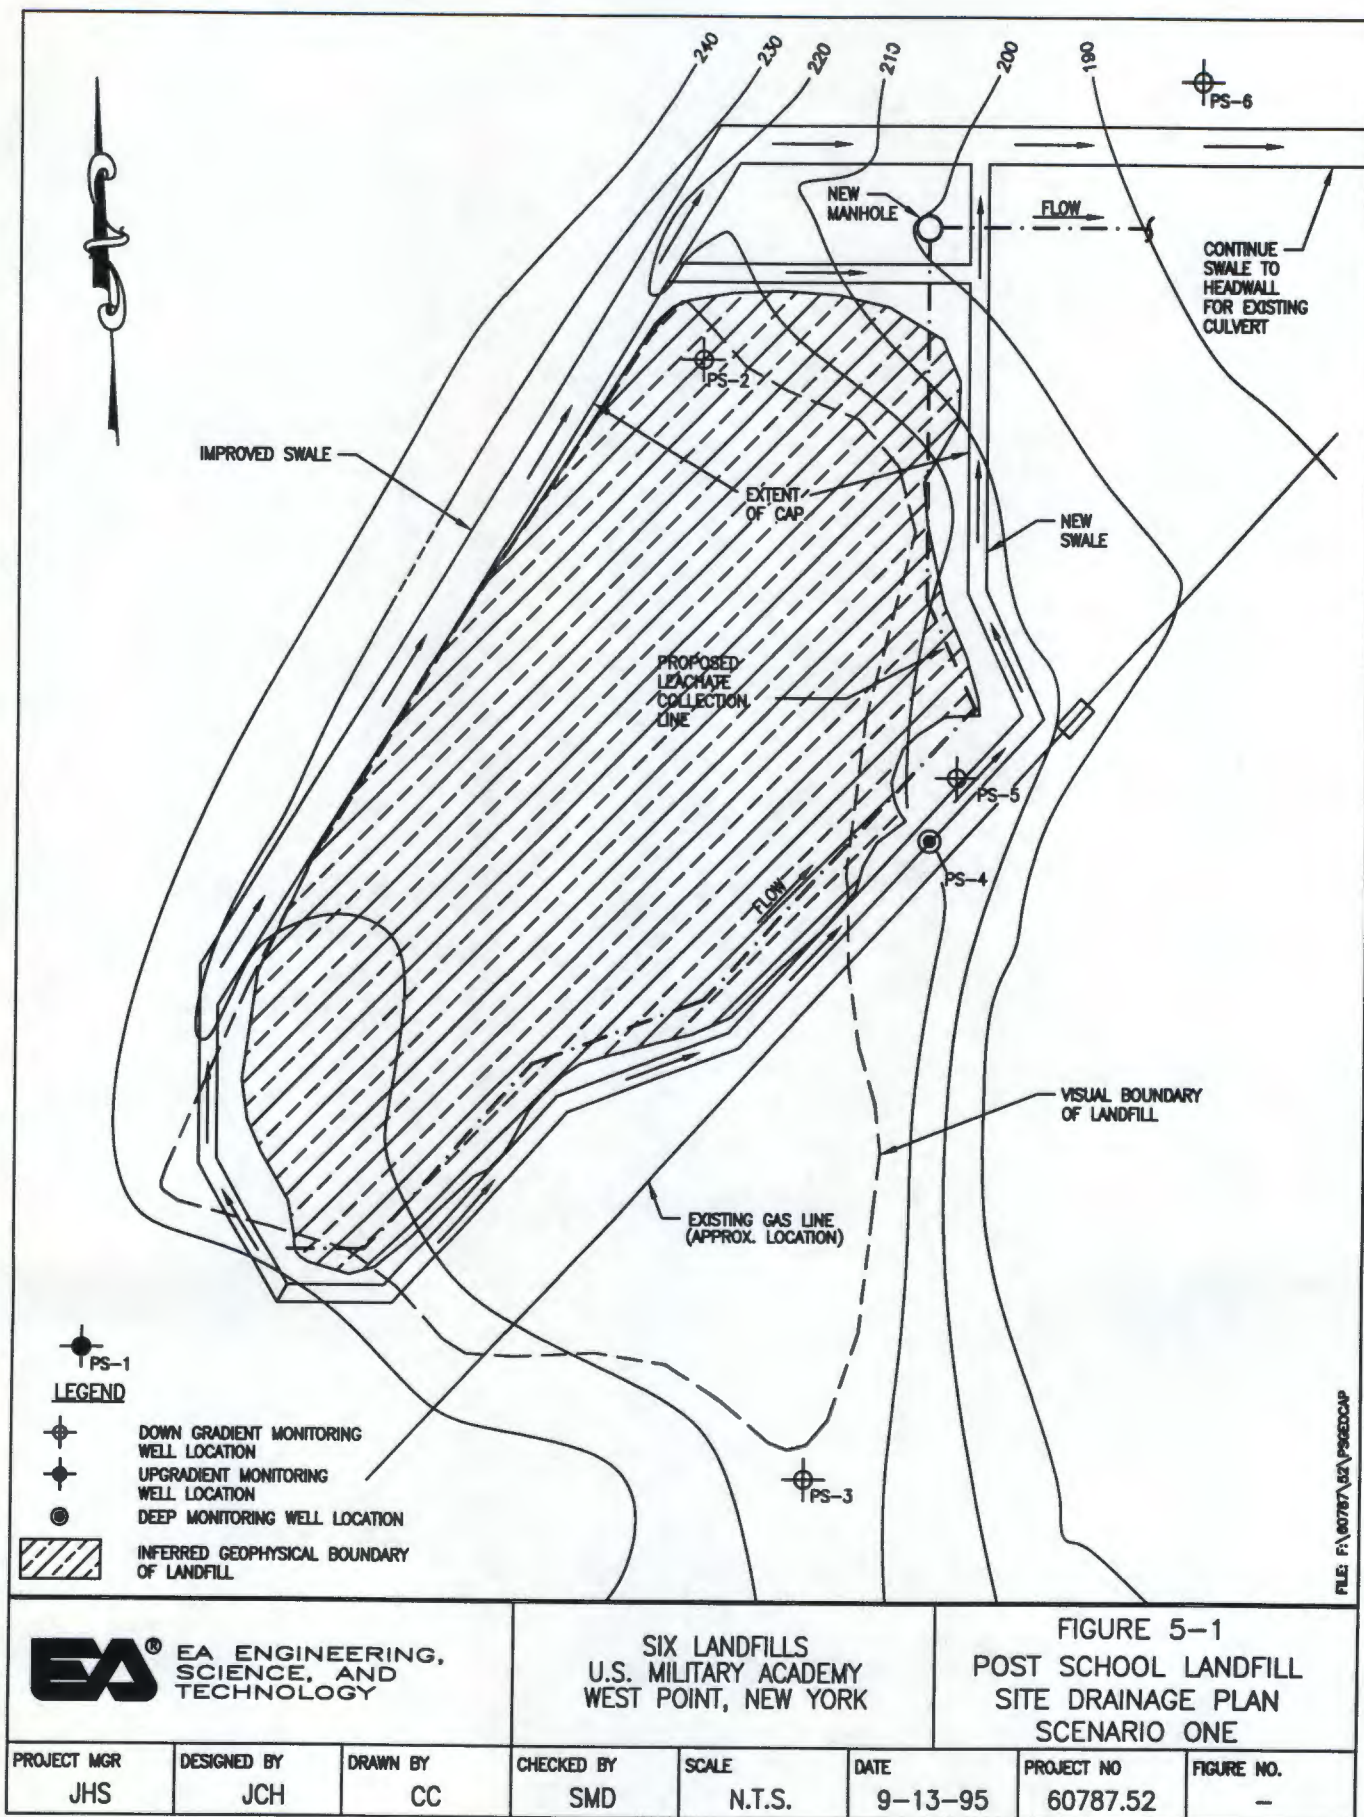 240
230
220
210
200
190
PS-6
NEW
MANHOLE
FLOW
CONTINUE
SWALE TO
HEADWALL
FOR EXISTING
CULVERT
PS-2
IMPROVED SWALE
EXTENT
OF CAP
NEW
SWALE
PROPOSED
LEACHATE
COLLECTION
LINE
PS-5
PS-4
FLOW
VISUAL BOUNDARY
OF LANDFILL
EXISTING GAS LINE
(APPROX. LOCATION)
PS-1
PS-3
LEGEND
DOWN GRADIENT MONITORING
WELL LOCATION
UPGRADIENT MONITORING
WELL LOCATION
DEEP MONITORING WELL LOCATION
INFERRED GEOPHYSICAL BOUNDARY
OF LANDFILL
FILE: F:\60787\52\PSGEOCAP
EA® EA ENGINEERING,
SCIENCE, AND
TECHNOLOGY
SIX LANDFILLS
U.S. MILITARY ACADEMY
WEST POINT, NEW YORK
FIGURE 5-1
POST SCHOOL LANDFILL
SITE DRAINAGE PLAN
SCENARIO ONE
PROJECT MGR
JHS
DESIGNED BY
JCH
DRAWN BY
CC
CHECKED BY
SMD
SCALE
N.T.S.
DATE
9-13-95
PROJECT NO
60787.52
FIGURE NO.
-